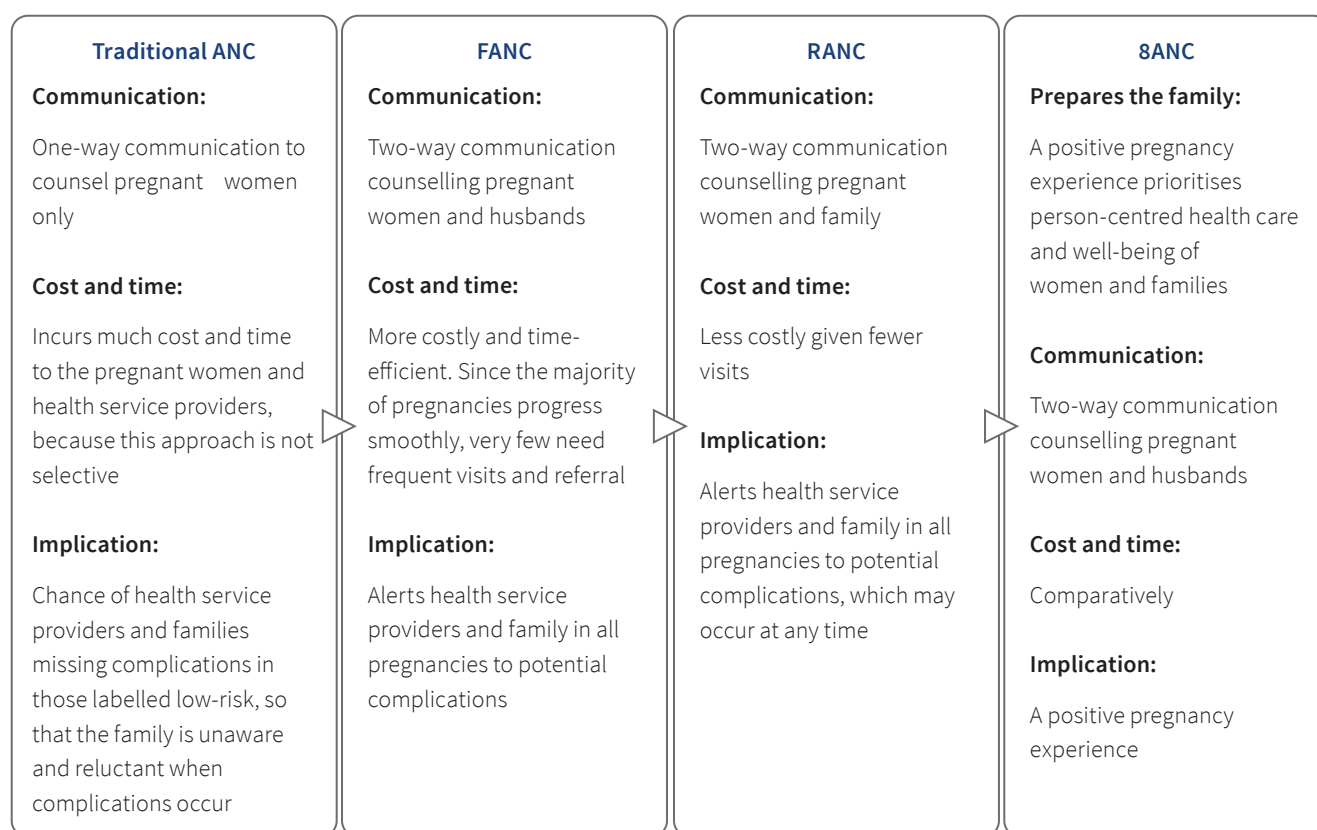 Traditional ANC
Communication:
One-way communication to
counsel pregnant women
only
Cost and time:
Incurs much cost and time
to the pregnant women and
health service providers,
because this approach is not
selective
Implication:
Chance of health service
providers and families
missing complications in
those labelled low-risk, so
that the family is unaware
and reluctant when
complications occur
FANC
Communication:
Two-way communication
counselling pregnant
women and husbands
Cost and time:
More costly and time-
efficient. Since the majority
of pregnancies progress
smoothly, very few need
frequent visits and referral
Implication:
Alerts health service
providers and family in all
pregnancies to potential
complications
RANC
Communication:
Two-way communication
counselling pregnant
women and family
Cost and time:
Less costly given fewer
visits
Implication:
Alerts health service
providers and family in all
pregnancies to potential
complications, which may
occur at any time
8ANC
Prepares the family:
A positive pregnancy
experience prioritises
person-centred health care
and well-being of
women and families
Communication:
Two-way communication
counselling pregnant
women and husbands
Cost and time:
Comparatively
Implication:
A positive pregnancy
experience